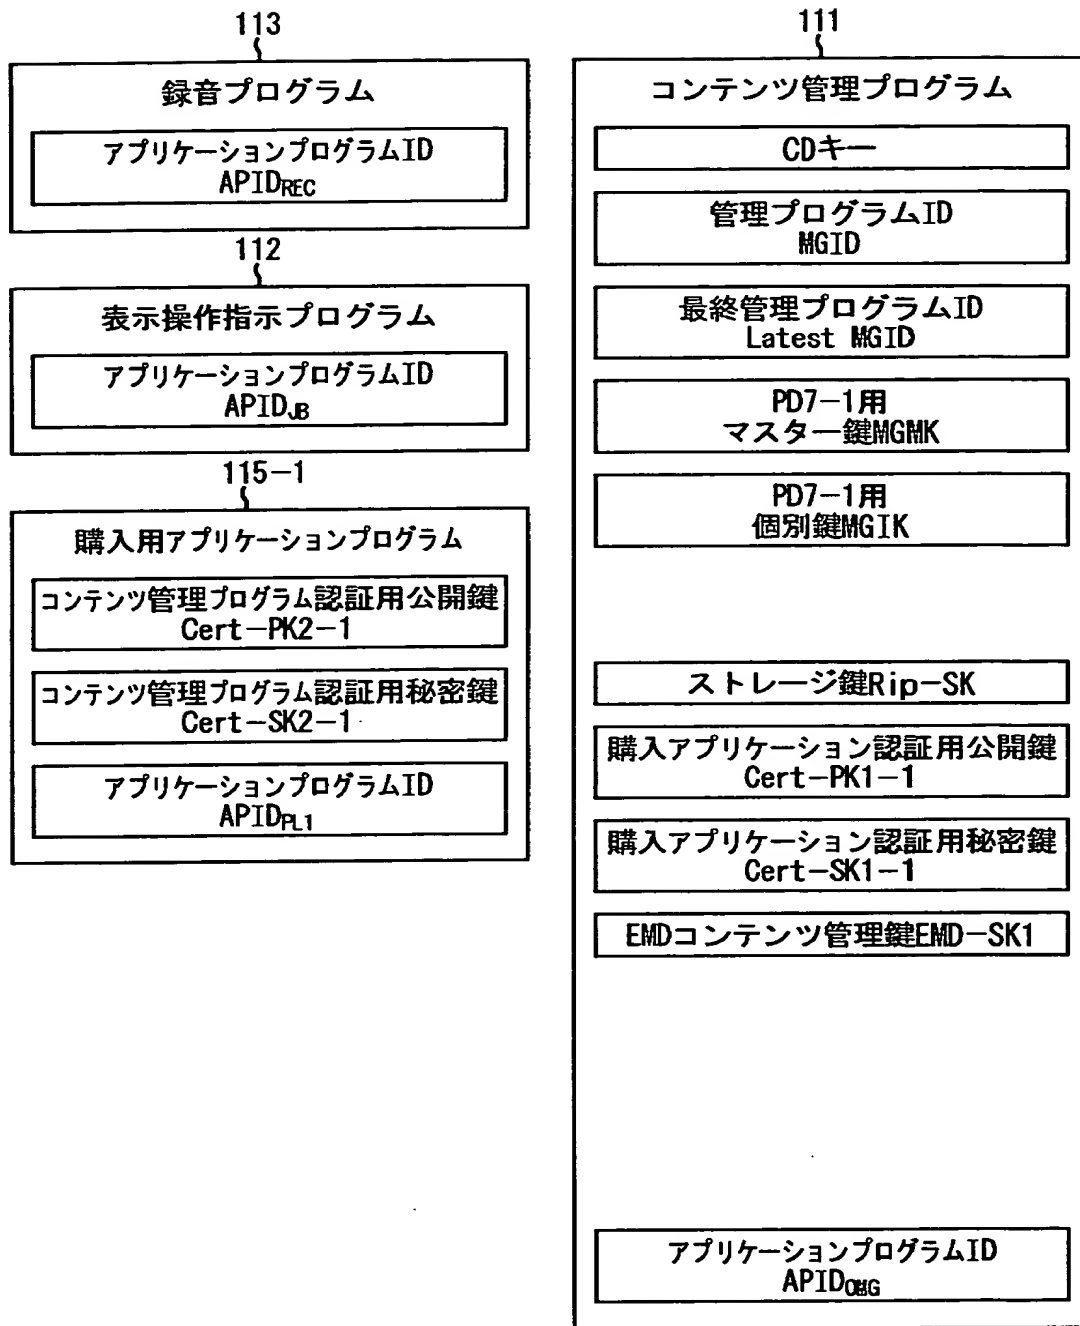 113
録音プログラム
アプリケーションプログラムID
APIDREC
112
表示操作指示プログラム
アプリケーションプログラムID
APIDJB
115-1
購入用アプリケーションプログラム
コンテンツ管理プログラム認証用公開鍵
Cert-PK2-1
コンテンツ管理プログラム認証用秘密鍵
Cert-SK2-1
アプリケーションプログラムID
APIDPL1
111
コンテンツ管理プログラム
CDキー
管理プログラムID
MGID
最終管理プログラムID
Latest MGID
PD7-1用
マスター鍵MGMK
PD7-1用
個別鍵MGIK
ストレージ鍵Rip-SK
購入アプリケーション認証用公開鍵
Cert-PK1-1
購入アプリケーション認証用秘密鍵
Cert-SK1-1
EMDコンテンツ管理鍵EMD-SK1
アプリケーションプログラムID
APIDOMG